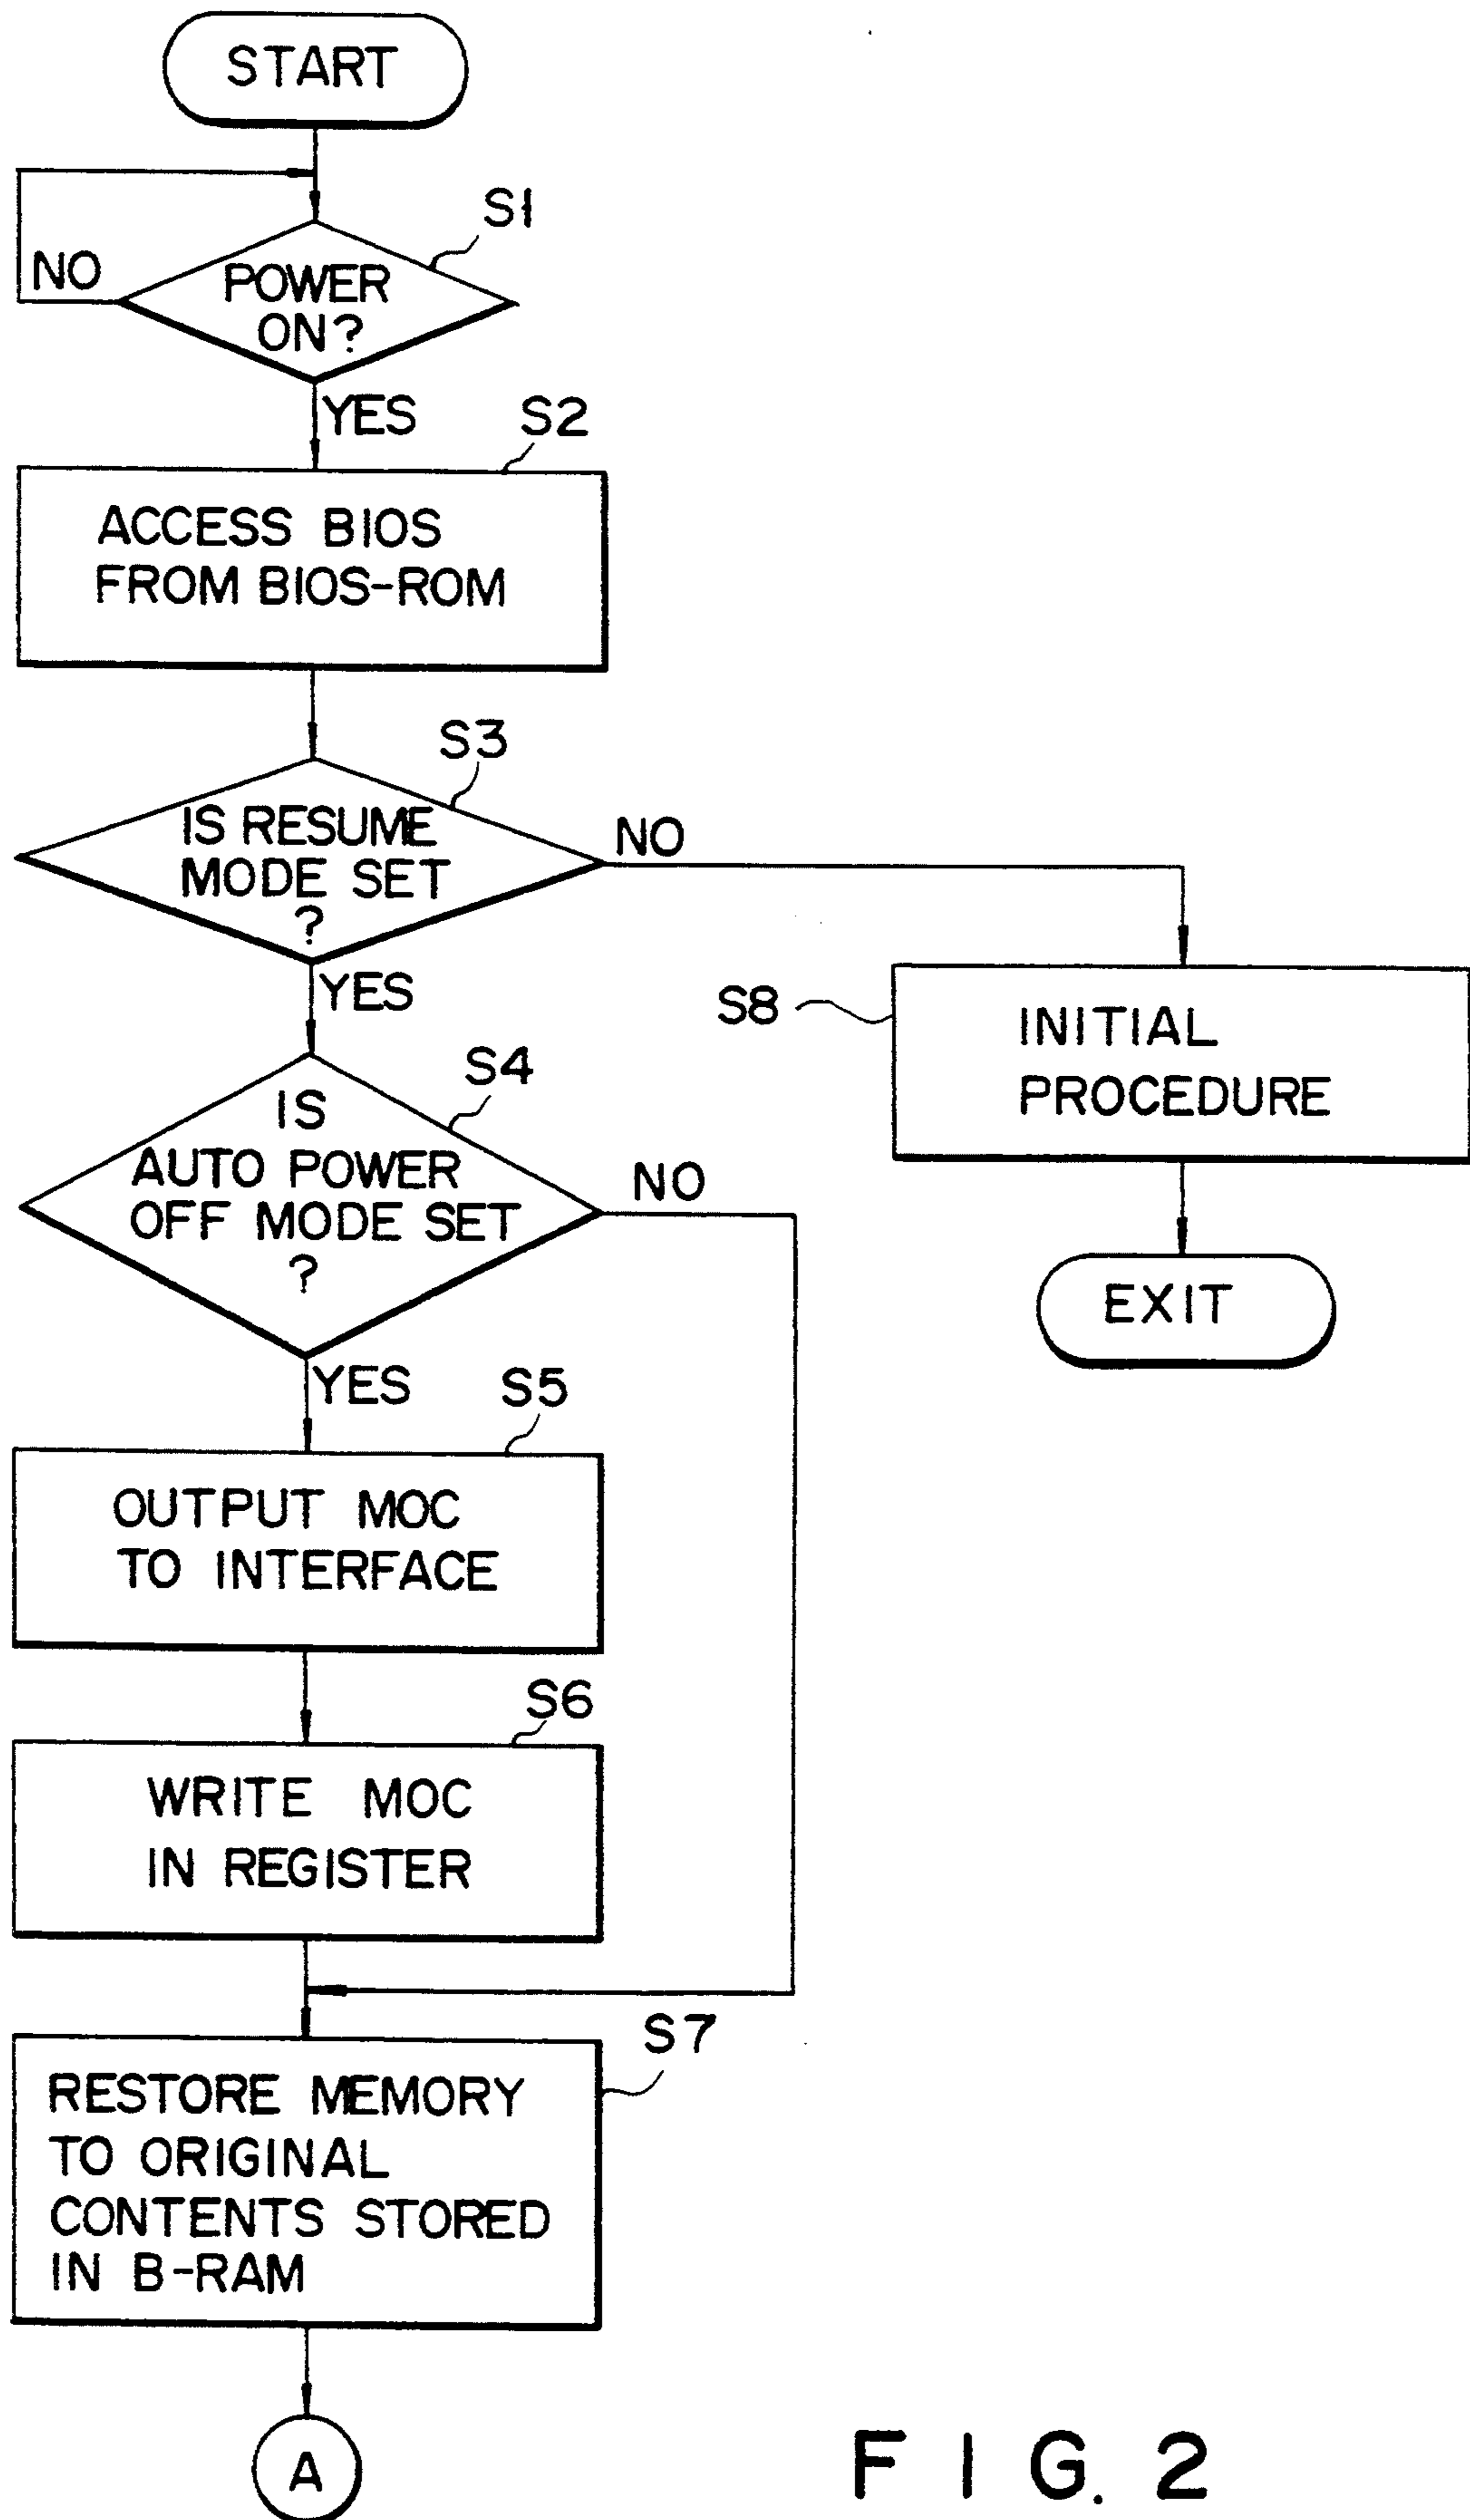 START
S1
NO
POWER
ON?
YES
S2
ACCESS BIOS
FROM BIOS-ROM
S3
IS RESUME
MODE SET
?
NO
YES
S8
INITIAL
PROCEDURE
S4
IS
AUTO POWER
OFF MODE SET
?
NO
EXIT
YES
S5
OUTPUT MOC
TO INTERFACE
S6
WRITE MOC
IN REGISTER
S7
RESTORE MEMORY
TO ORIGINAL
CONTENTS STORED
IN B-RAM
A
FIG. 2